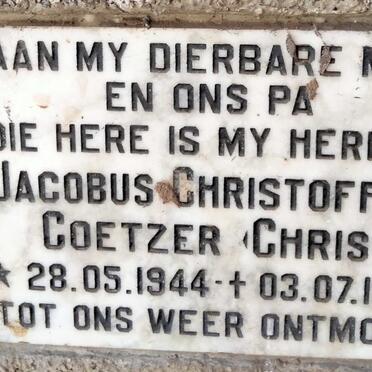 AAN MY DIERBARE M
EN ONS PA
DIE HERE IS MY HER
JACOBUS CHRISTOFF
COETZER (CHRIS
* 28.05.1944 - † 03.07.1
TOT ONS WEER ONTMO